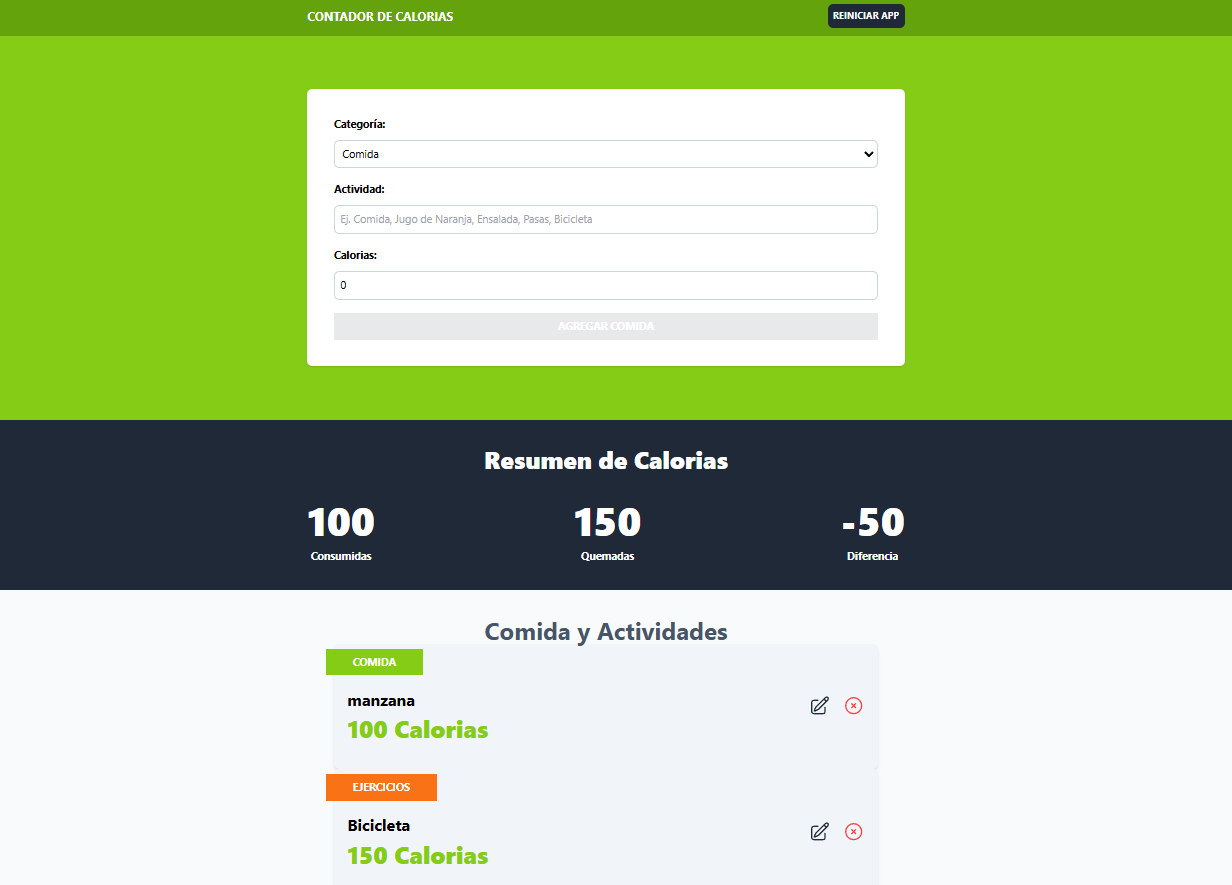 CONTADOR DE CALORIAS
REINICIAR APP
Categoría:
Comida
Actividad:
Ej. Comida, Jugo de Naranja, Ensalada, Pasas, Bicicleta
Calorias:
0
AGREGAR COMIDA
Resumen de Calorias
100
Consumidas
150
Quemadas
-50
Diferencia
Comida y Actividades
COMIDA
manzana
100 Calorias
EJERCICIOS
Bicicleta
150 Calorias